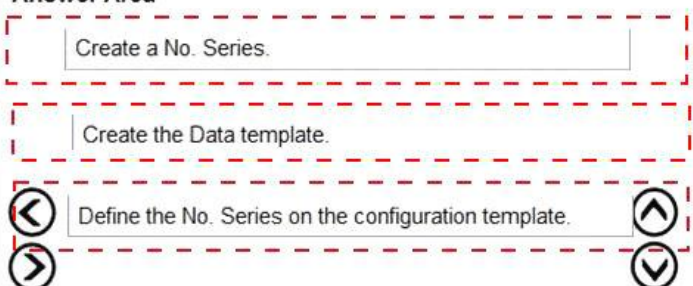 Answer Area
Create a No. Series.
Create the Data template.
Define the No. Series on the configuration template.